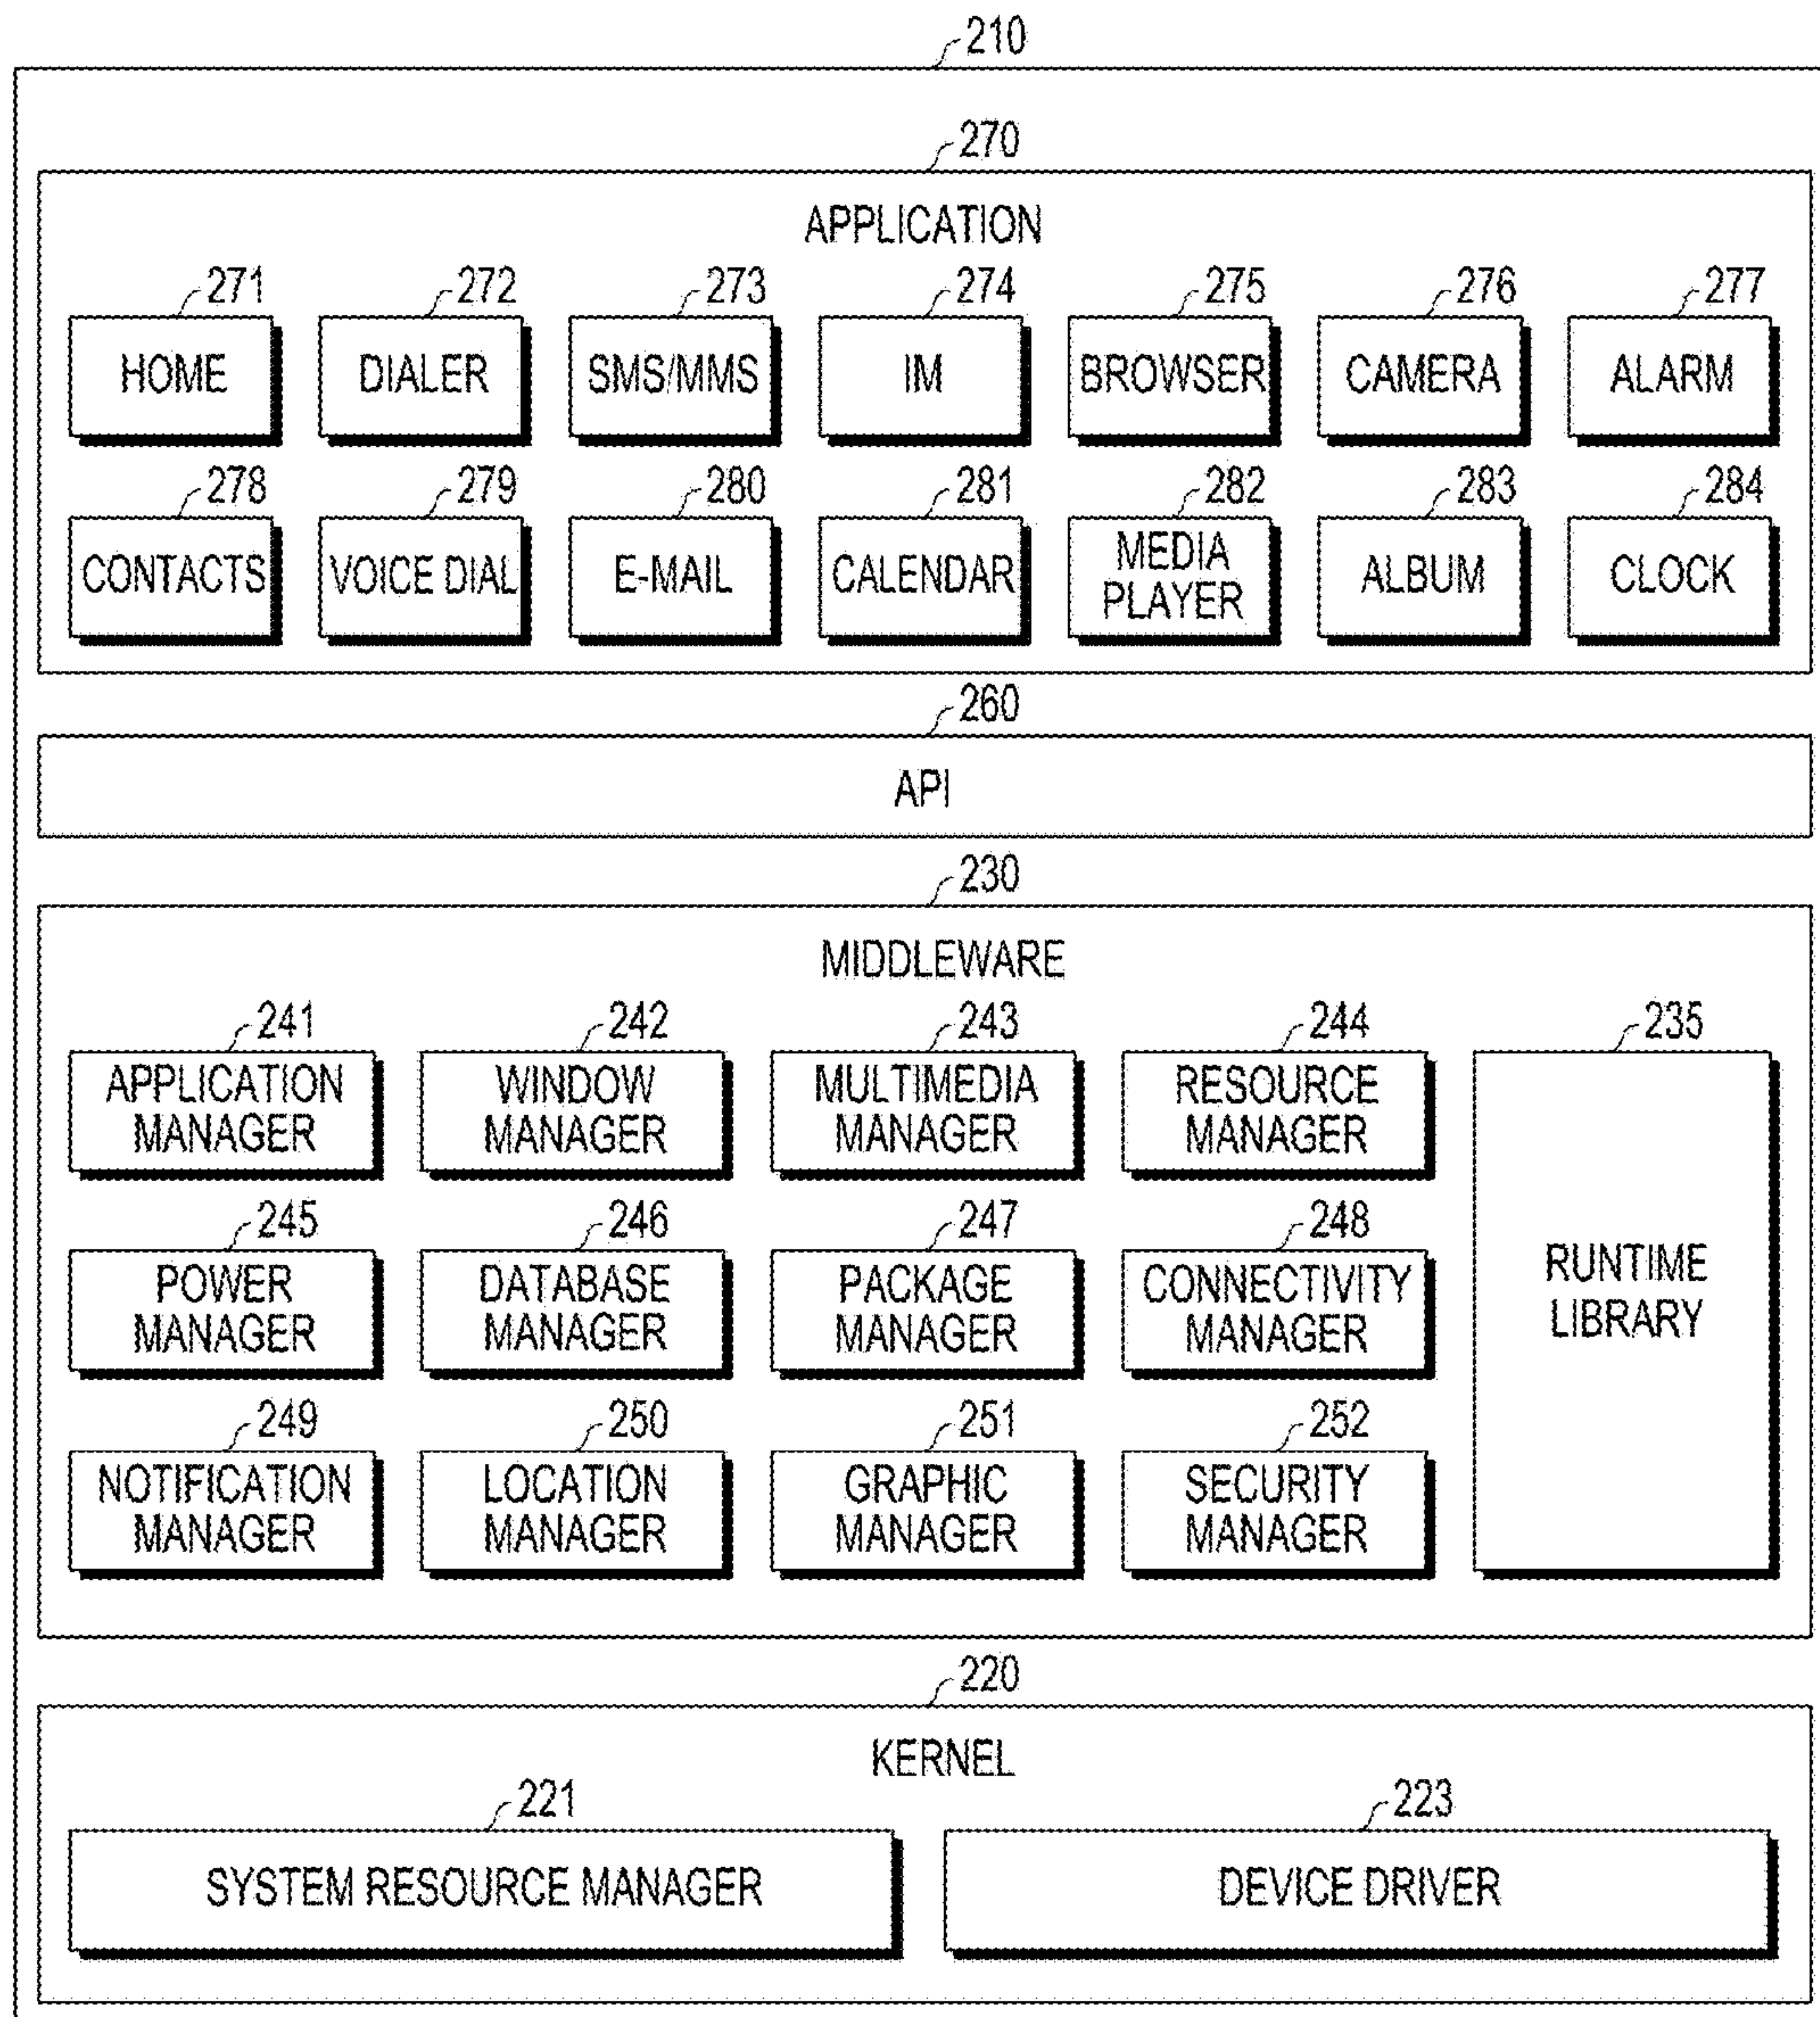 210
270
APPLICATION
271 272 273 274 275 276 277
HOME DIALER SMS/MMS IM BROWSER CAMERA ALARM
278 279 280 281 282 283 284
CONTACTS VOICE DIAL E-MAIL CALENDAR MEDIA PLAYER ALBUM CLOCK
260
API
230
MIDDLEWARE
241 242 243 244 235
APPLICATION MANAGER WINDOW MANAGER MULTIMEDIA MANAGER RESOURCE MANAGER
245 246 247 248
POWER MANAGER DATABASE MANAGER PACKAGE MANAGER CONNECTIVITY MANAGER RUNTIME LIBRARY
249 250 251 252
NOTIFICATION MANAGER LOCATION MANAGER GRAPHIC MANAGER SECURITY MANAGER
220
KERNEL
221 223
SYSTEM RESOURCE MANAGER DEVICE DRIVER